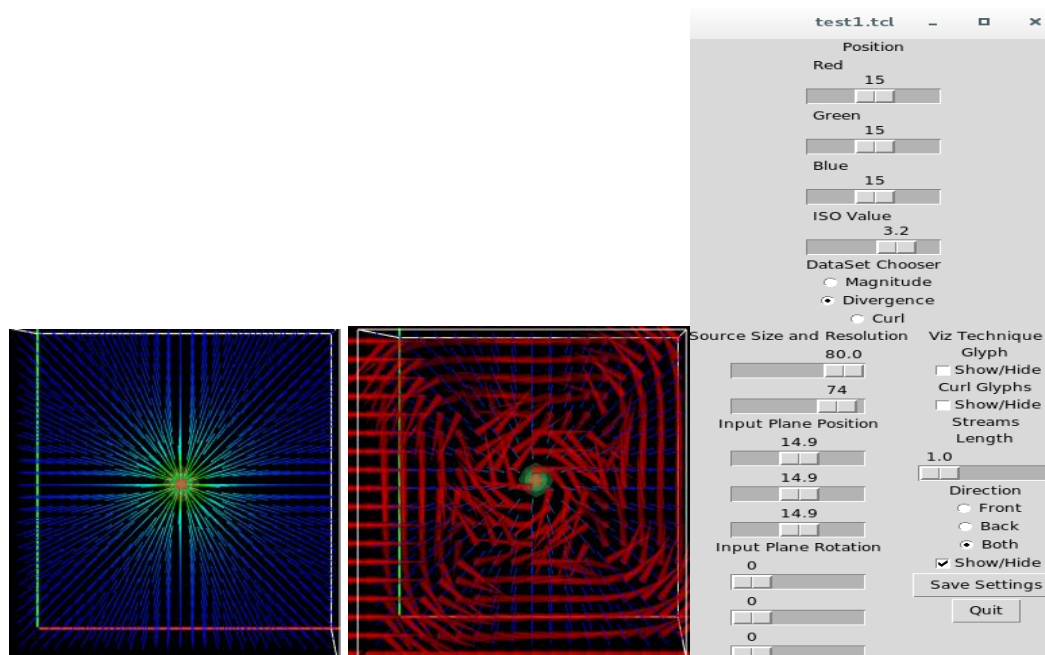 test1.tcl
Position
Red
15
Green
15
Blue
15
ISO Value
3.2
DataSet Chooser
Magnitude
Divergence
Curl
Source Size and Resolution
80.0
74
Input Plane Position
14.9
14.9
14.9
Input Plane Rotation
0
0
0
Viz Technique
Glyph
Show/Hide
Curl Glyphs
Show/Hide
Streams
Length
1.0
Direction
Front
Back
Both
Show/Hide
Save Settings
Quit